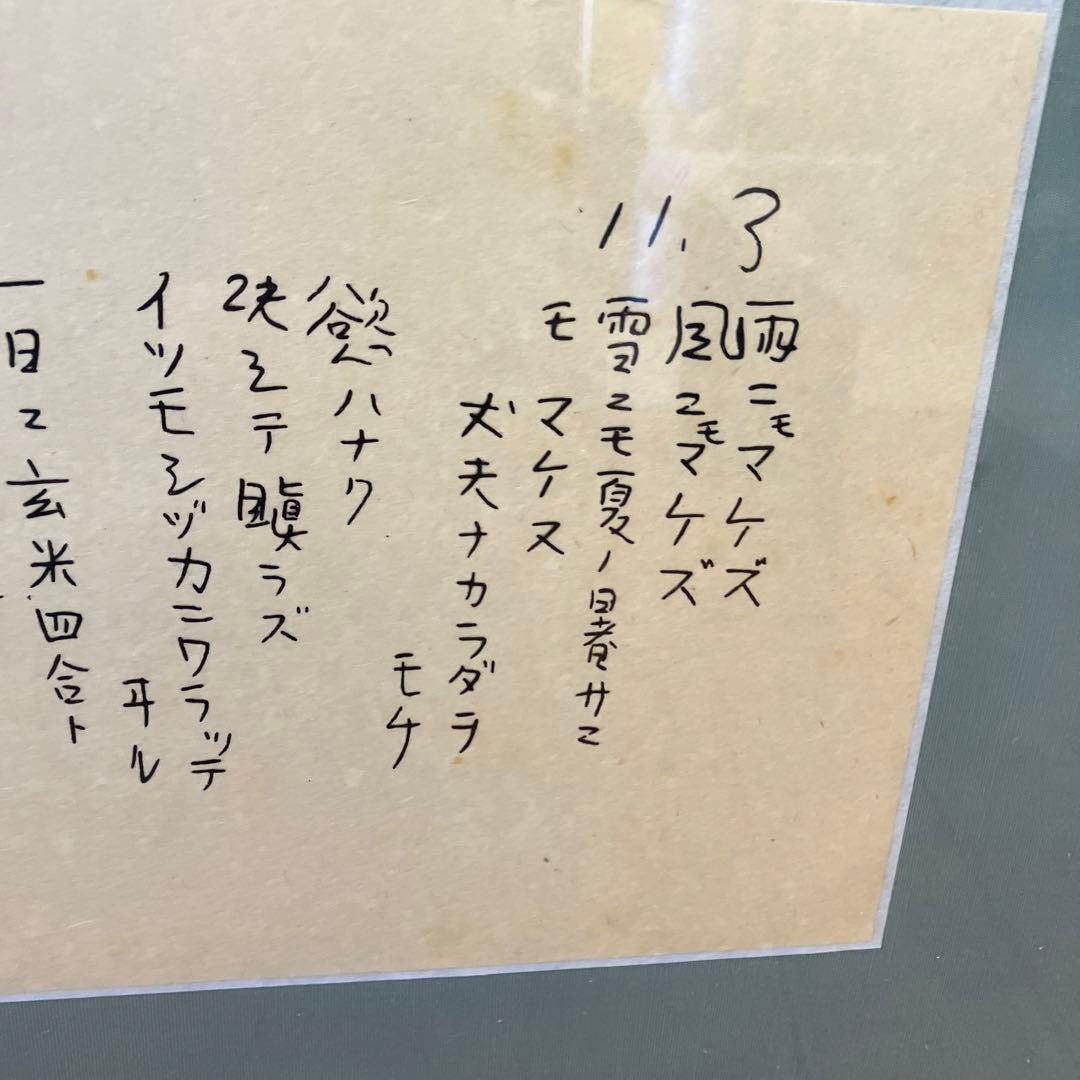 11.3
雨ニモマケズ
風ニモマケズ
雪ニモ夏ノ暑サニ
モマケヌ
丈夫ナカラダヲ
モチ
慾ハナク
決シテ瞋ラズ
イツモシヅカニワラッテ
ヰル
一日ニ玄米四合ト